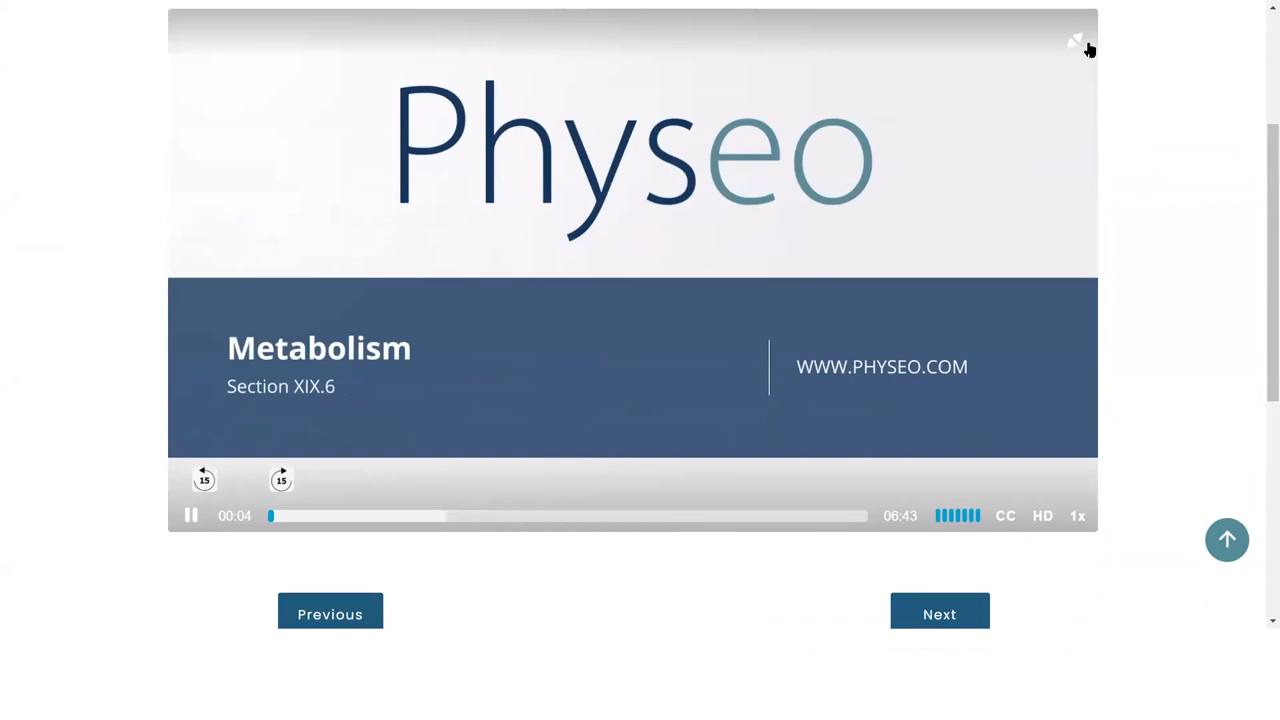 Physeo
Metabolism
Section XIX.6
WWW.PHYSEO.COM
15 15
00:04 06:43 CC HD 1x
Previous Next